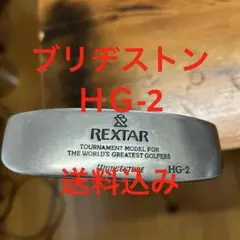 ブリヂストン
HG-2
REXTAR
TOURNAMENT MODEL FOR
THE WORLD'S GREATEST GOLFERS
HG-2
送料込み